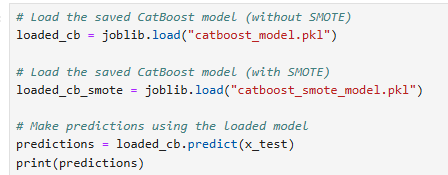 # Load the saved CatBoost model (without SMOTE)
loaded_cb = joblib.load("catboost_model.pkl")
# Load the saved CatBoost model (with SMOTE)
loaded_cb_smote = joblib.load("catboost_smote_model.pkl")
# Make predictions using the loaded model
predictions = loaded_cb.predict(x_test)
print(predictions)